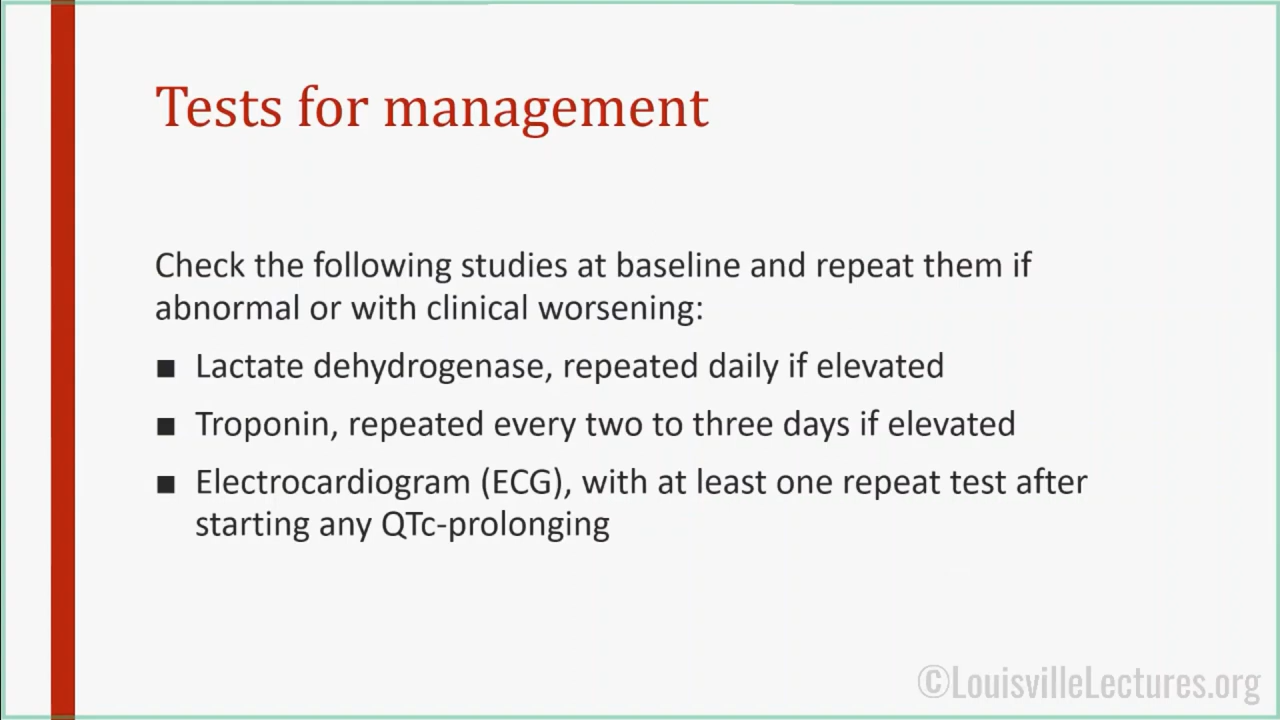 Tests for management
Check the following studies at baseline and repeat them if
abnormal or with clinical worsening:
■ Lactate dehydrogenase, repeated daily if elevated
■ Troponin, repeated every two to three days if elevated
■ Electrocardiogram (ECG), with at least one repeat test after
starting any QTc-prolonging
©LouisvilleLectures.org